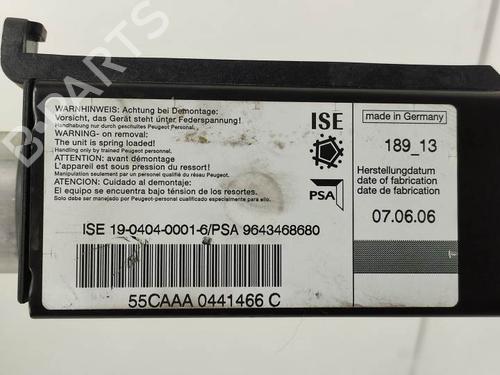 WARNHINWEIS: Achtung bei Demontage:
Vorsicht, das Gerät steht unter Federspannung!
Handhabung nur durch geschultes Peugeot Personal.
WARNING- on removal:
The unit is spring loaded!
Handling only by trained Peugeot personnel.
ATTENTION: avant démontage
L'appareil est sous pression du ressort!
Manipulation seulement par un personnel qualifié du réseau Peugeot.
ATENCION: Cuidado al demontaje:
El equipo se encuentra bajo ténsion de los resortes.
Solo debe ser manejado por Peugeot-personal cualificado y especializado para ello
ISE
PSA
made in Germany
189_13
Herstellungdatum
date of fabrication
date de fabrication
07.06.06
ISE 19-0404-0001-6/PSA 9643468680
55CAAA 0441466 C
B-PARTS